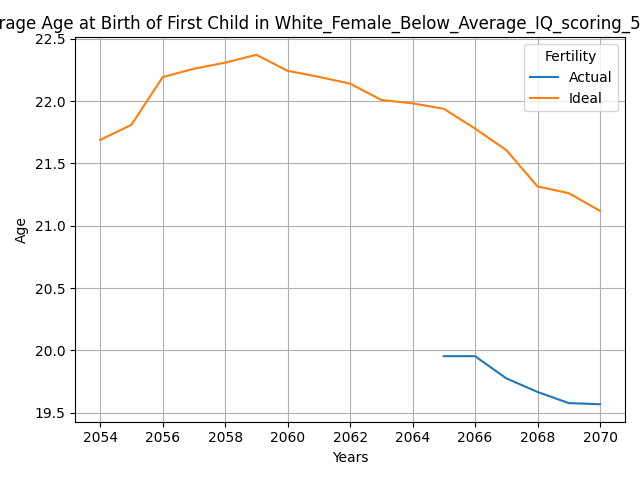 rage Age at Birth of First Child in White_Female_Below_Average_IQ_scoring_5
Fertility
Actual
Ideal
22.5
22.0
21.5
21.0
20.5
20.0
19.5
Age
2054 2056 2058 2060 2062 2064 2066 2068 2070
Years